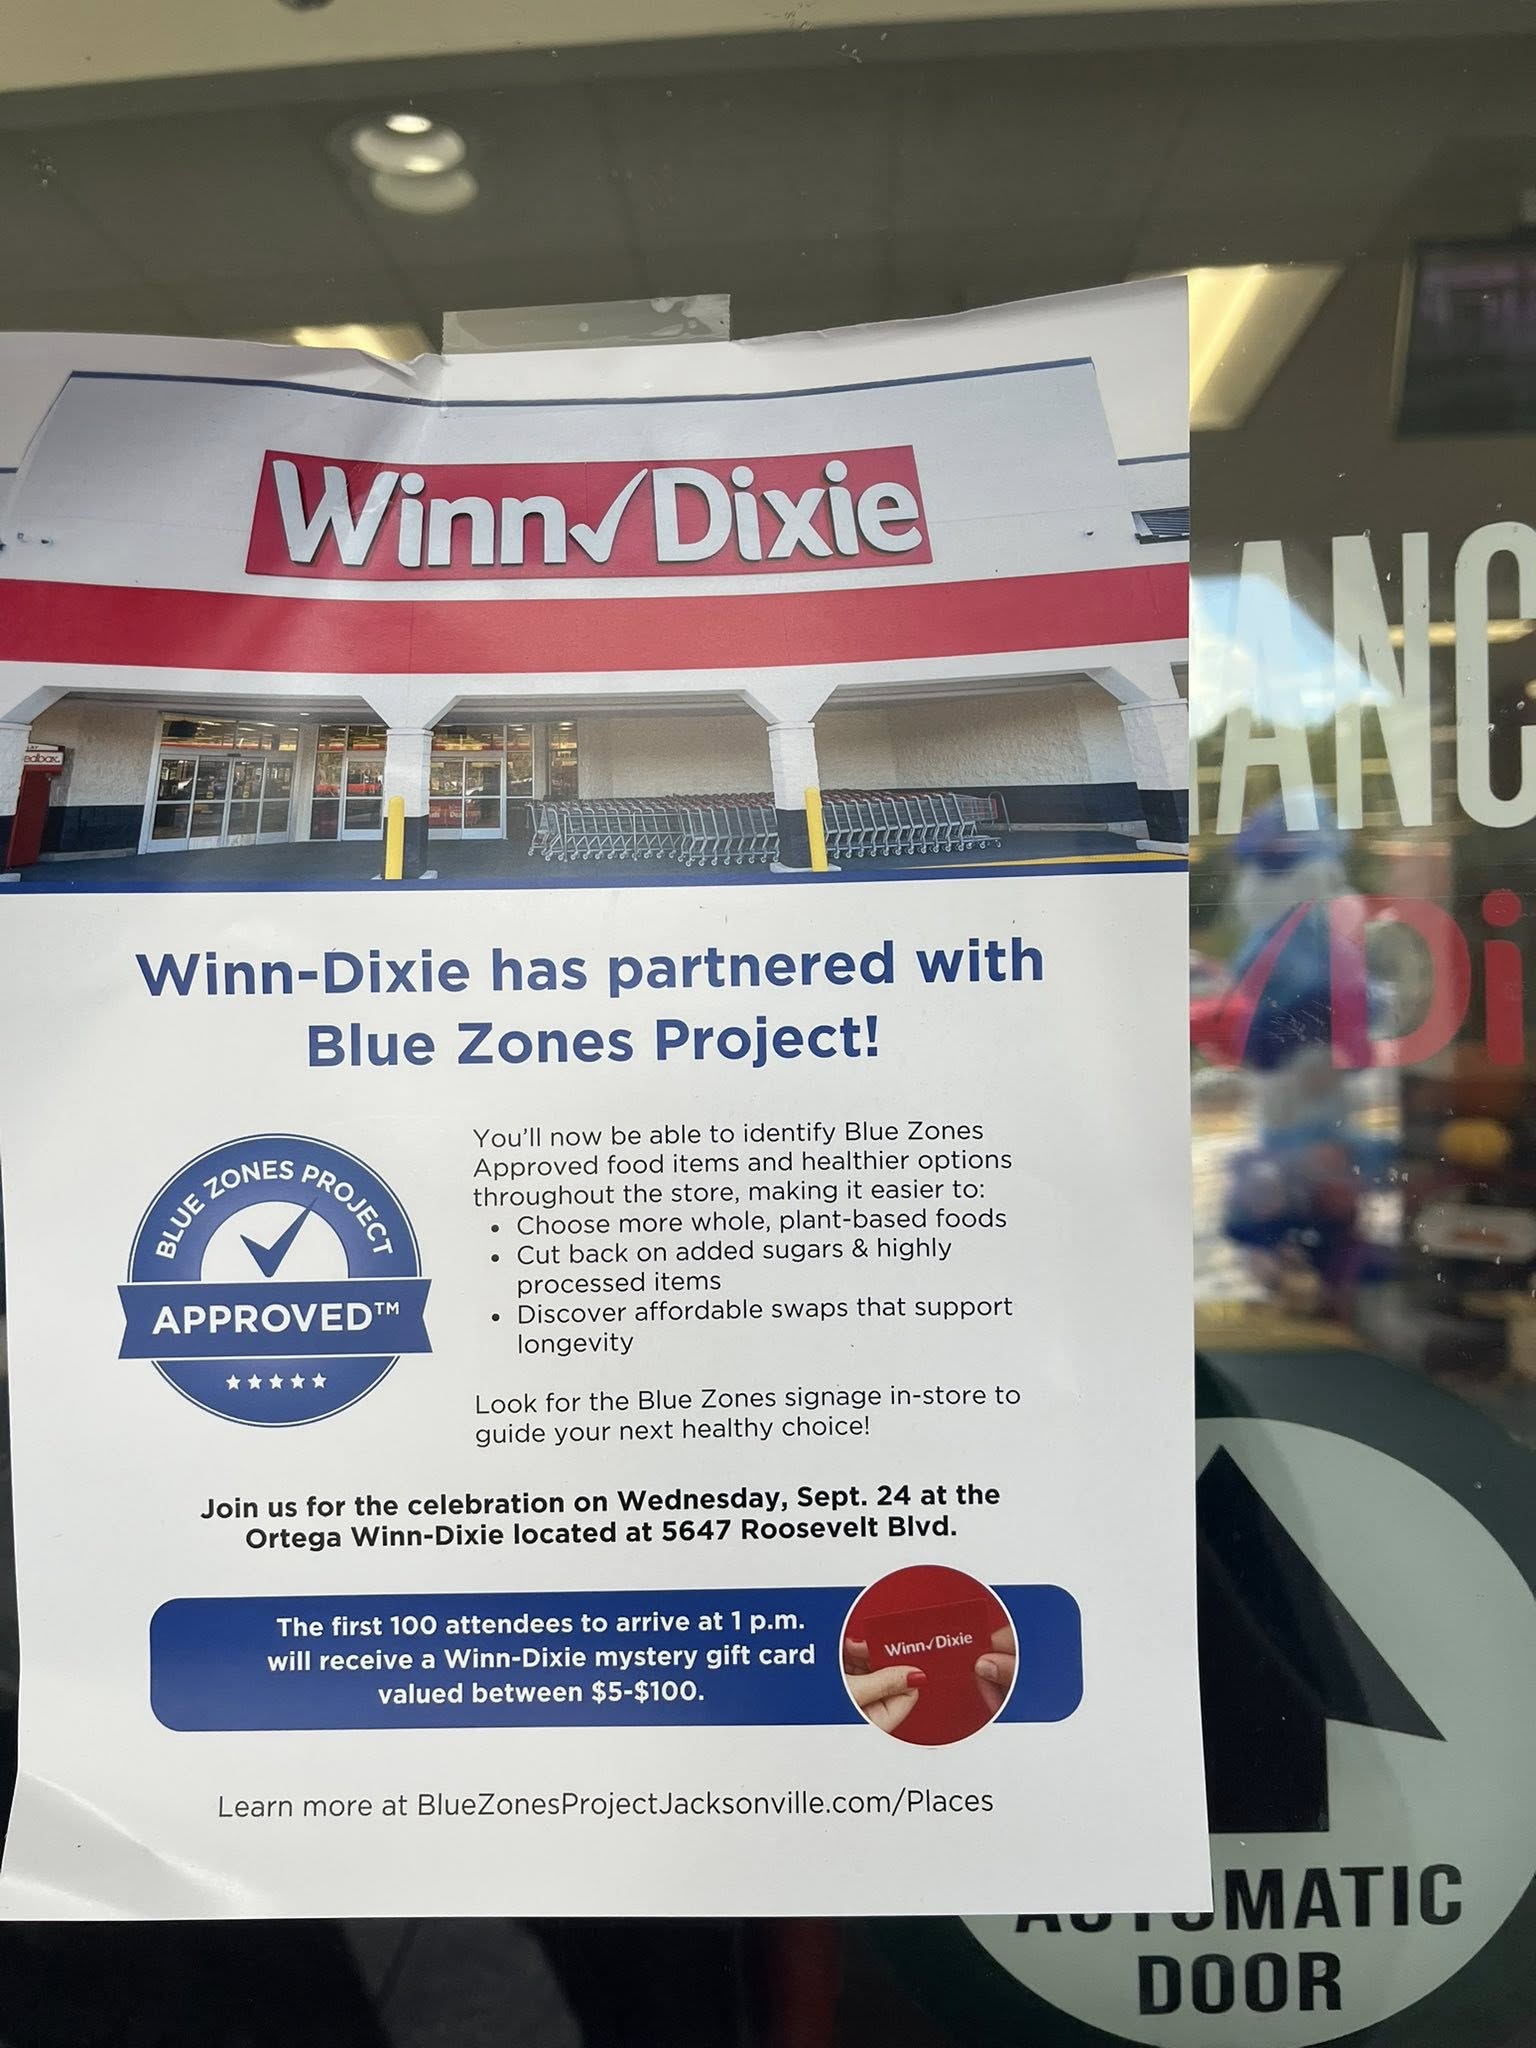 Winn✓Dixie
Winn-Dixie has partnered with
Blue Zones Project!
BLUE ZONES PROJECT
APPROVED™
You'll now be able to identify Blue Zones
Approved food items and healthier options
throughout the store, making it easier to:
• Choose more whole, plant-based foods
• Cut back on added sugars & highly
processed items
• Discover affordable swaps that support
longevity
Look for the Blue Zones signage in-store to
guide your next healthy choice!
Join us for the celebration on Wednesday, Sept. 24 at the
Ortega Winn-Dixie located at 5647 Roosevelt Blvd.
The first 100 attendees to arrive at 1 p.m.
will receive a Winn-Dixie mystery gift card
valued between $5-$100.
Winn✓Dixie
Learn more at BlueZonesProjectJacksonville.com/Places
ANC
Di
AUTOMATIC
DOOR